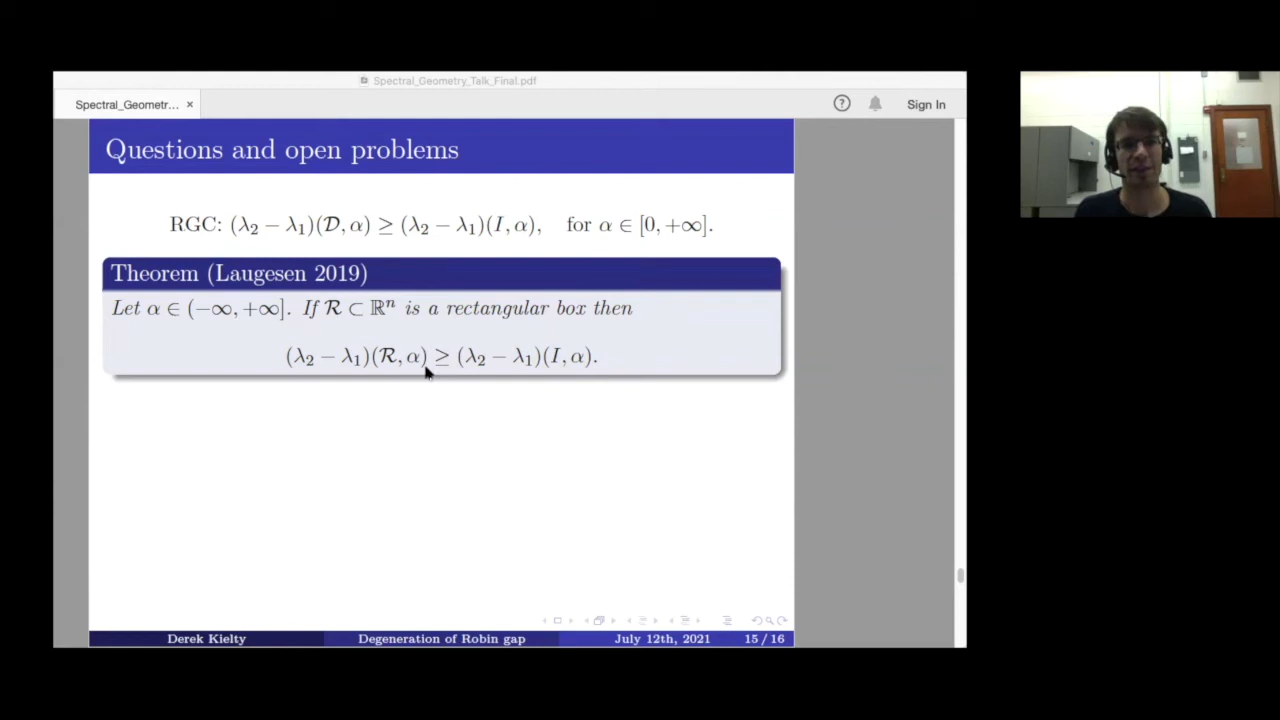 Spectral_Geometry_Talk_Final.pdf
Spectral_Geometr... × ? Sign In
Questions and open problems
RGC: (λ₂ − λ₁)(𝒟, α) ≥ (λ₂ − λ₁)(I, α), for α ∈ [0, +∞].
Theorem (Laugesen 2019)
Let α ∈ (−∞, +∞]. If ℛ ⊂ ℝⁿ is a rectangular box then
(λ₂ − λ₁)(ℛ, α) ≥ (λ₂ − λ₁)(I, α).
Derek Kielty Degeneration of Robin gap July 12th, 2021 15 / 16